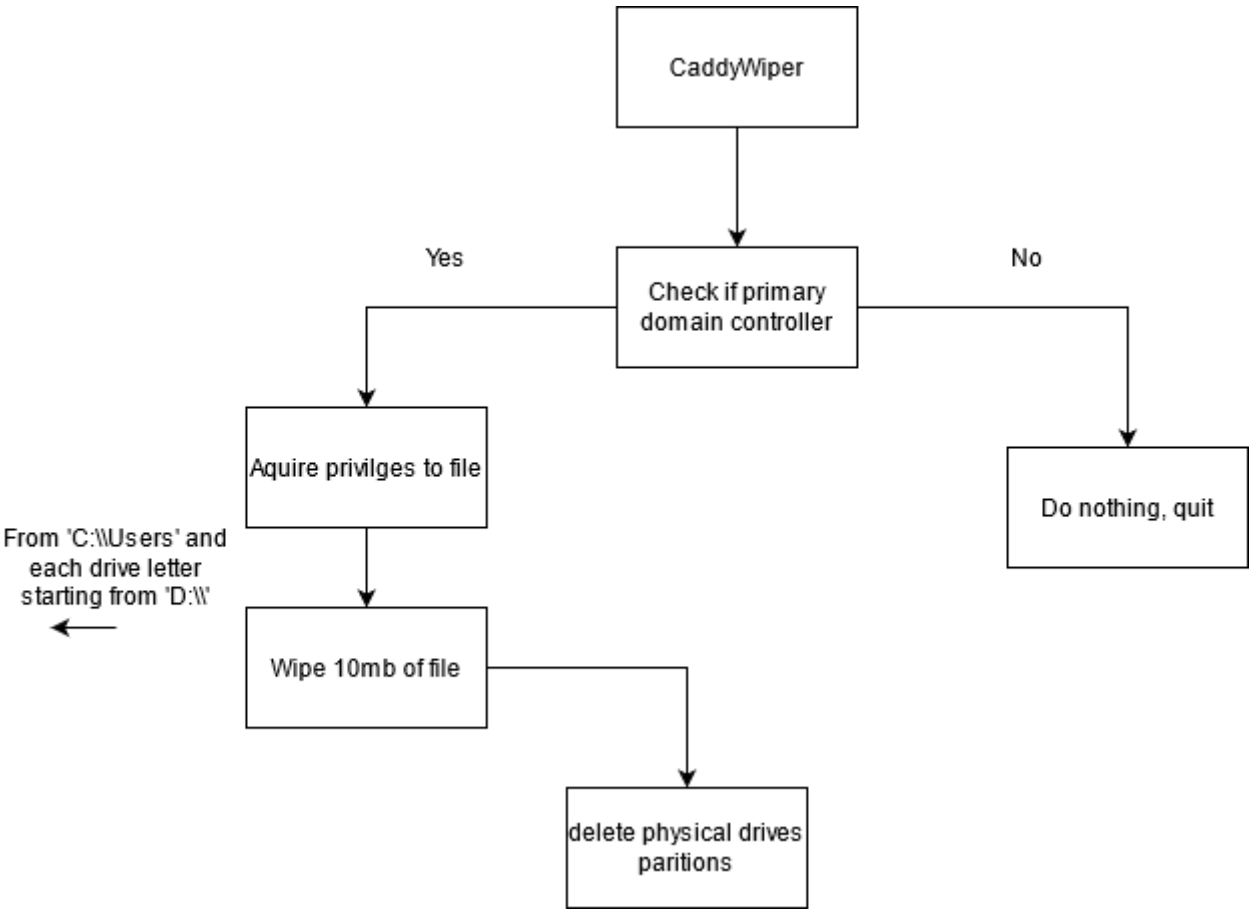 CaddyWiper
Yes
No
Check if primary
domain controller
Aquire privilges to file
Do nothing, quit
From 'C:\\Users' and
each drive letter
starting from 'D:\\'
Wipe 10mb of file
delete physical drives
paritions